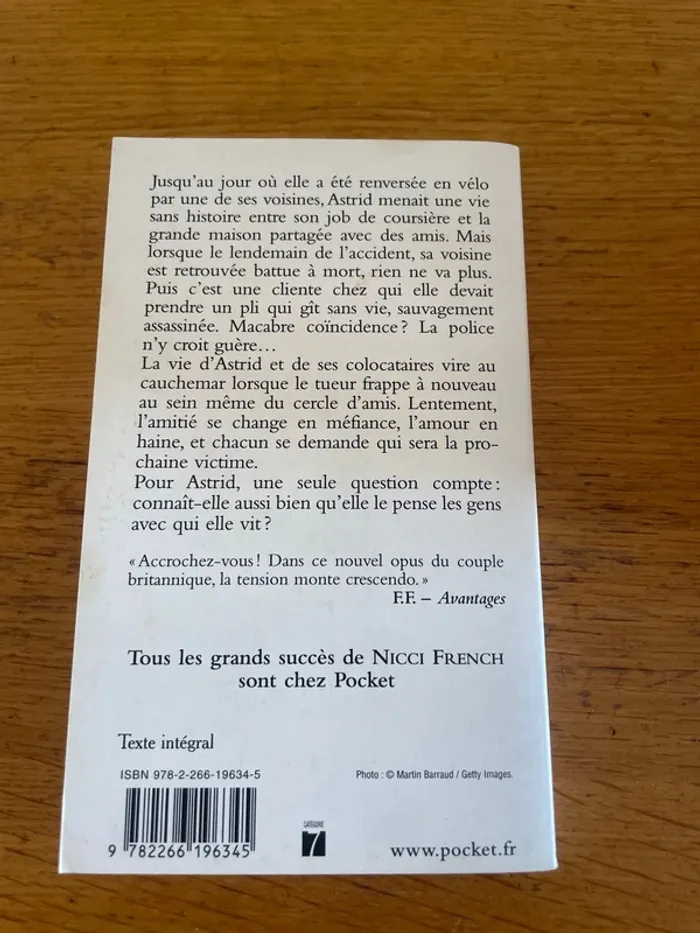 Jusqu'au jour où elle a été renversée en vélo
par une de ses voisines, Astrid menait une vie
sans histoire entre son job de coursière et la
grande maison partagée avec des amis. Mais
lorsque le lendemain de l'accident, sa voisine
est retrouvée battue à mort, rien ne va plus.
Puis c'est une cliente chez qui elle devait
prendre un pli qui gît sans vie, sauvagement
assassinée. Macabre coïncidence ? La police
n'y croit guère…
La vie d'Astrid et de ses colocataires vire au
cauchemar lorsque le tueur frappe à nouveau
au sein même du cercle d'amis. Lentement,
l'amitié se change en méfiance, l'amour en
haine, et chacun se demande qui sera la pro-
chaine victime.
Pour Astrid, une seule question compte :
connaît-elle aussi bien qu'elle le pense les gens
avec qui elle vit ?
« Accrochez-vous ! Dans ce nouvel opus du couple
britannique, la tension monte crescendo. »
F.F. – Avantages
Tous les grands succès de NICCI FRENCH
sont chez Pocket
Texte intégral
ISBN 978-2-266-19634-5
Photo : © Martin Barraud / Getty Images.
9 782266 196345
CATÉGORIE
7
www.pocket.fr